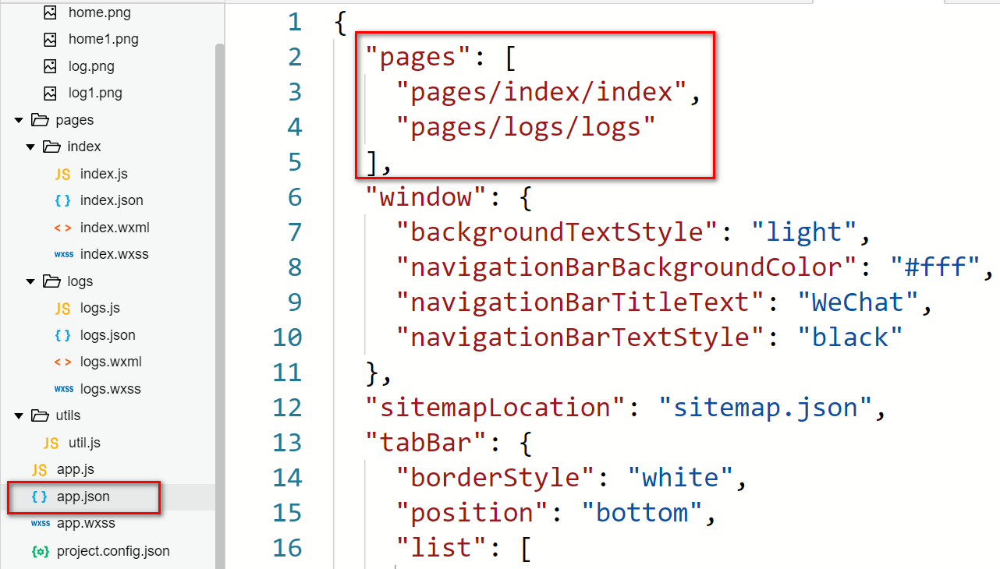 home.png
home1.png
log.png
log1.png
pages
index
JS index.js
{ } index.json
< > index.wxml
wxss index.wxss
logs
JS logs.js
{ } logs.json
< > logs.wxml
wxss logs.wxss
utils
JS util.js
JS app.js
{ } app.json
wxss app.wxss
{o} project.config.json
1 {
2 "pages": [
3 "pages/index/index",
4 "pages/logs/logs"
5 ],
6 "window": {
7 "backgroundTextStyle": "light",
8 "navigationBarBackgroundColor": "#fff",
9 "navigationBarTitleText": "WeChat",
10 "navigationBarTextStyle": "black"
11 },
12 "sitemapLocation": "sitemap.json",
13 "tabBar": {
14 "borderStyle": "white",
15 "position": "bottom",
16 "list": [